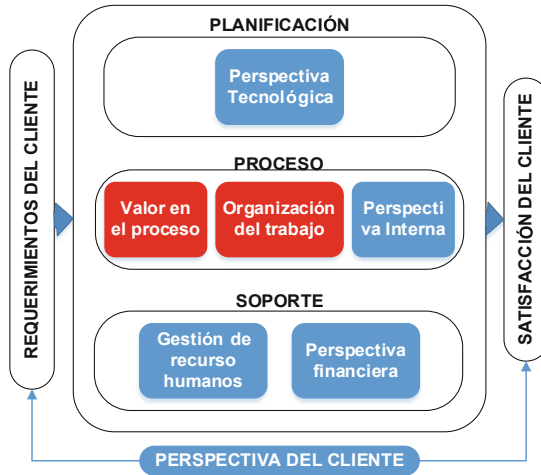 PLANIFICACIÓN
Perspectiva
Tecnológica
REQUERIMIENTOS DEL CLIENTE
PROCESO
Valor en
el proceso
Organización
del trabajo
Perspecti
va Interna
SATISFACCIÓN DEL CLIENTE
SOPORTE
Gestión de
recurso
humanos
Perspectiva
financiera
PERSPECTIVA DEL CLIENTE